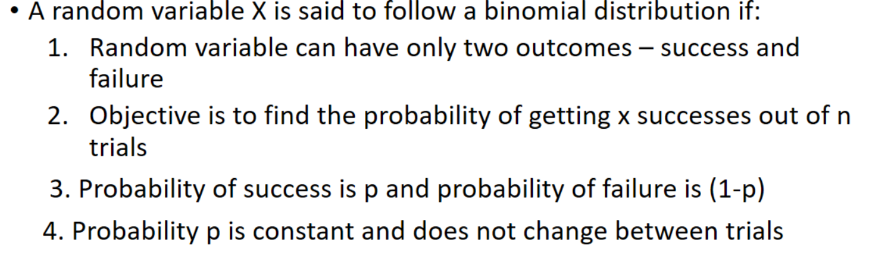 • A random variable X is said to follow a binomial distribution if:
1. Random variable can have only two outcomes – success and
failure
2. Objective is to find the probability of getting x successes out of n
trials
3. Probability of success is p and probability of failure is (1-p)
4. Probability p is constant and does not change between trials